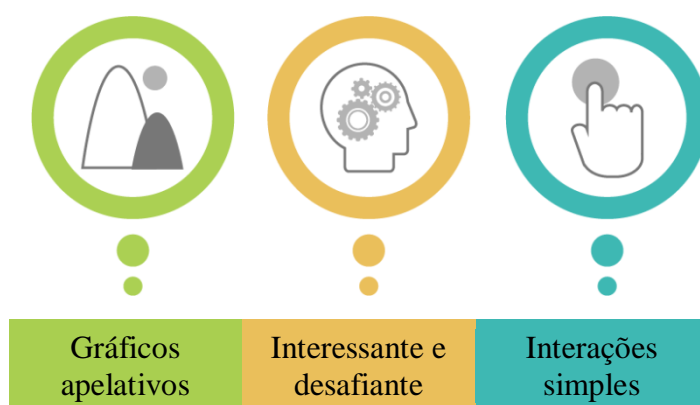 Gráficos
apelativos
Interessante e
desafiante
Interações
simples